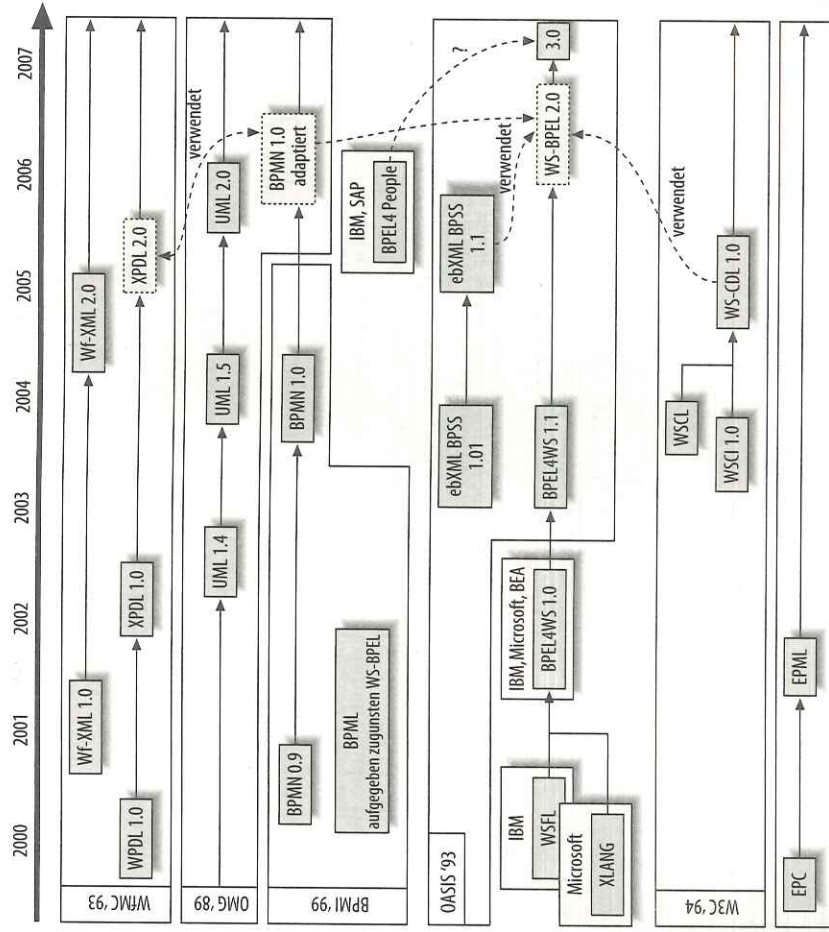 2000
2001
2002
2003
2004
2005
2006
2007
WfMC '93
Wf-XML 1.0
Wf-XML 2.0
WPDL 1.0
XPDL 1.0
XPDL 2.0
verwendet
OMG '89
UML 1.4
UML 1.5
UML 2.0
BPMI '99
BPMN 0.9
BPMN 1.0
BPMN 1.0
adaptiert
BPML
aufgegeben zugunsten WS-BPEL
IBM, SAP
BPEL4 People
?
OASIS '93
ebXML BPSS
1.01
ebXML BPSS
1.1
verwendet
IBM
WSFL
Microsoft
XLANG
IBM, Microsoft, BEA
BPEL4WS 1.0
BPEL4WS 1.1
WS-BPEL 2.0
3.0
W3C '94
WSCL
WSCI 1.0
WS-CDL 1.0
verwendet
EPC
EPML